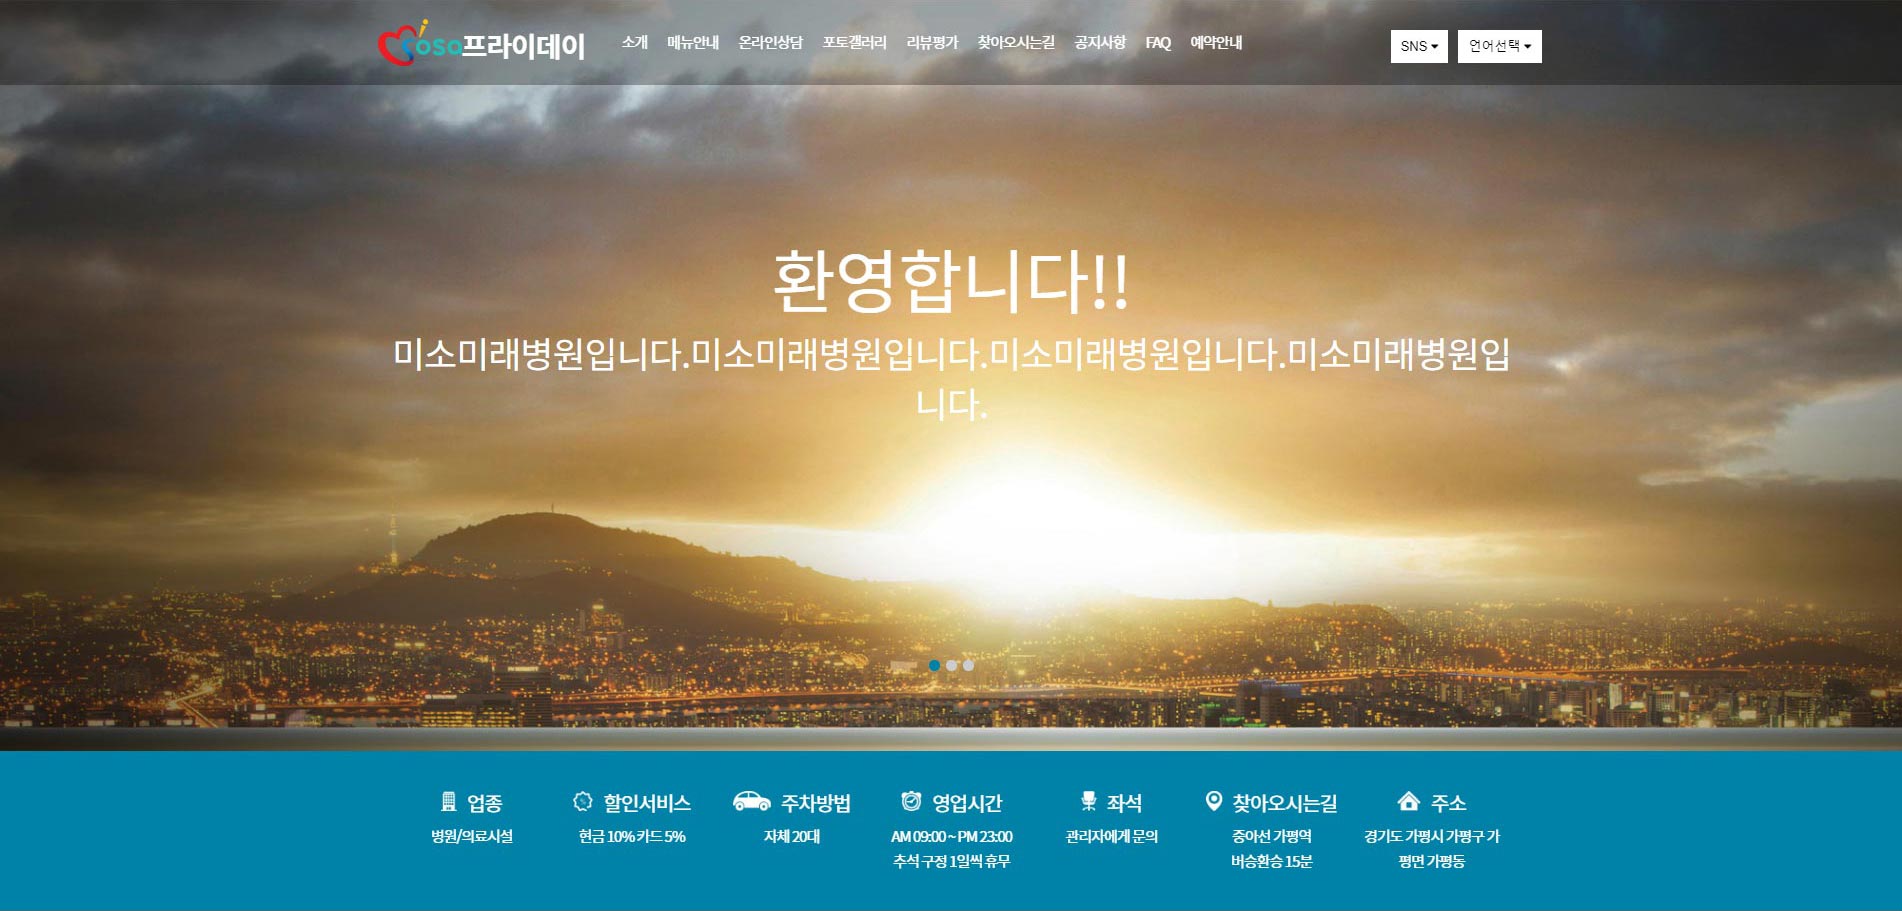 coso프라이데이
소개 메뉴안내 온라인상담 포토갤러리 리뷰평가 찾아오시는길 공지사항 FAQ 예약안내
SNS
언어선택
환영합니다!!
미소미래병원입니다.미소미래병원입니다.미소미래병원입니다.미소미래병원입
니다.
업종
병원/의료시설
할인서비스
현금 10% 카드 5%
주차방법
자체 20대
영업시간
AM 09:00 ~ PM 23:00
추석 구정 1일씩 휴무
좌석
관리자에게 문의
찾아오시는길
중아선 가평역
버승환승 15분
주소
경기도 가평시 가평구 가
평면 가평동